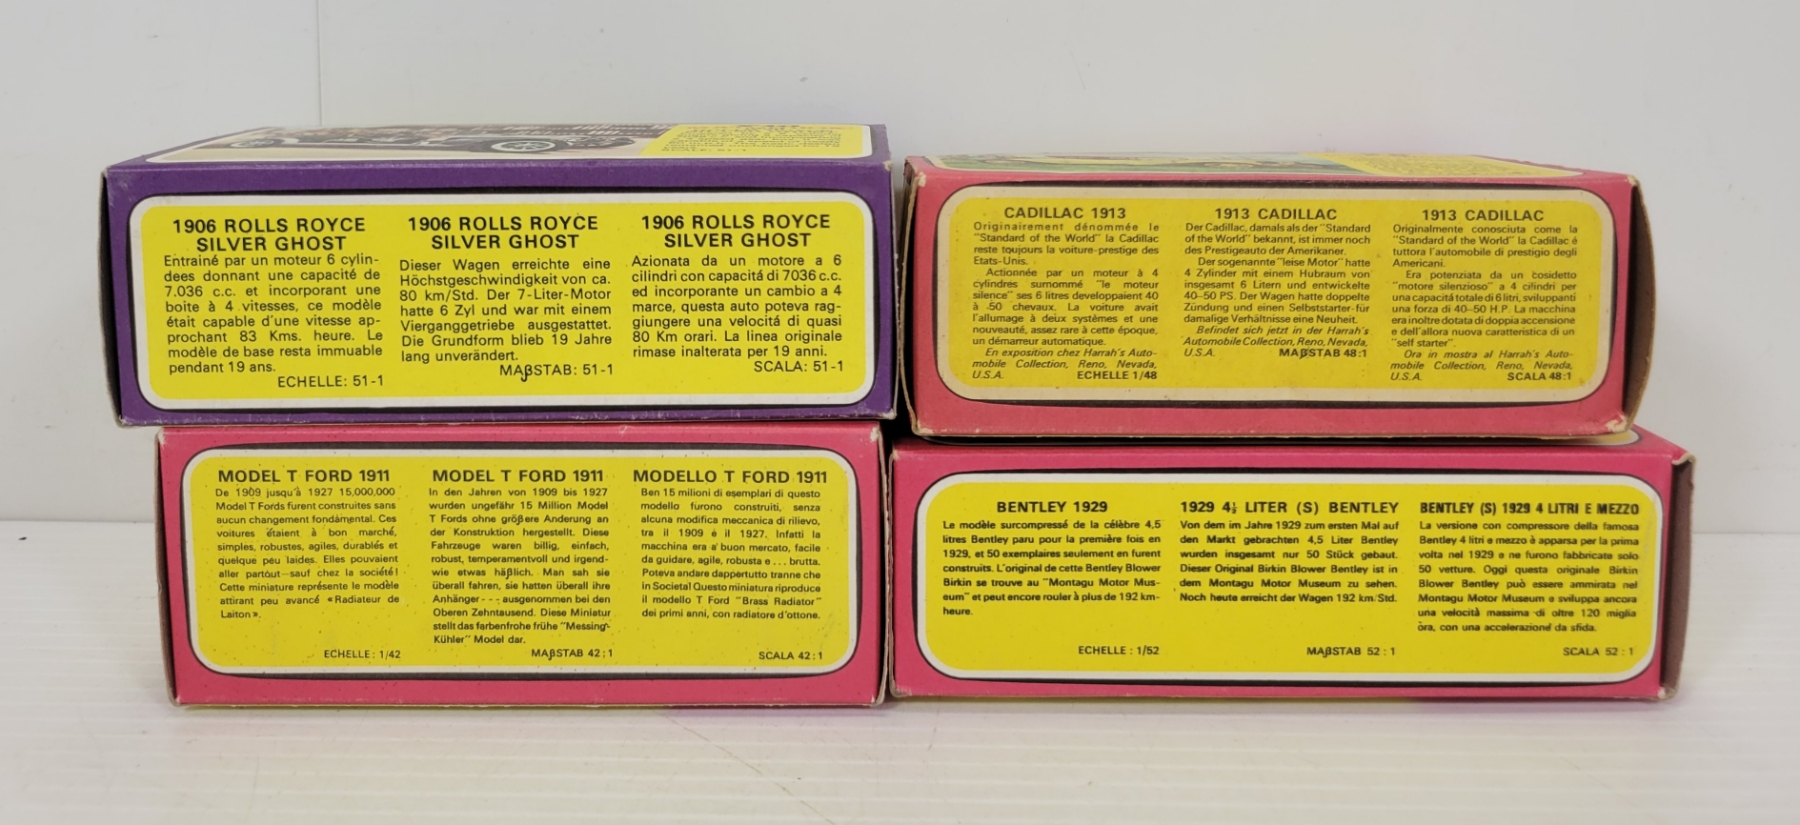 1906 ROLLS ROYCE
SILVER GHOST
Entrainé par un moteur 6 cylin-
dees donnant une capacité de
7.036 c.c. et incorporant une
boite à 4 vitesses, ce modèle
était capable d'une vitesse ap-
prochant 83 Kms. heure. Le
modèle de base resta immuable
pendant 19 ans.
ECHELLE: 51-1
1906 ROLLS ROYCE
SILVER GHOST
Dieser Wagen erreichte eine
Höchstgeschwindigkeit von ca.
80 km/Std. Der 7-Liter-Motor
hatte 6 Zyl und war mit einem
Vierganggetriebe ausgestattet.
Die Grundform blieb 19 Jahre
lang unverändert.
MAβSTAB: 51-1
1906 ROLLS ROYCE
SILVER GHOST
Azionata da un motore a 6
cilindri con capacitá di 7036 c.c.
ed incorporante un cambio a 4
marce, questa auto poteva rag-
giungere una velocitá di quasi
80 Km orari. La linea originale
rimase inalterata per 19 anni.
SCALA: 51-1
CADILLAC 1913
Originairement dénommée le
"Standard of the World" la Cadillac
reste toujours la voiture-prestige des
Etats-Unis.
Actionnée par un moteur à 4
cylindres surnommé "le moteur
silence" ses 6 litres developpaient 40
à -50 chevaux. La voiture avait
l'allumage à deux systèmes et une
nouveauté, assez rare à cette époque,
un démarreur automatique.
En exposition chez Harrah's Auto-
mobile Collection, Reno, Nevada,
U.S.A. ECHELLE 1/48
1913 CADILLAC
Der Cadillac, damals als der "Standard
of the World" bekannt, ist immer noch
des Prestigeauto der Amerikaner.
Der sogenannte "leise Motor" hatte
4 Zylinder mit einem Hubraum von
insgesamt 6 Litern und entwickelte
40-50 PS. Der Wagen hatte doppelte
Zündung und einen Selbststarter-für
damalige Verhältnisse eine Neuheit.
Befindet sich jetzt in der Harrah's
Automobile Collection, Reno, Nevada,
U.S.A. MAβSTAB 48:1
1913 CADILLAC
Originalmente conosciuta come la
"Standard of the World" la Cadillac é
tuttora l'automobile di prestigio degli
Americani.
Era potenziata da un cosidetto
"motore silenzioso" a 4 cilindri per
una capacitá totale di 6 litri, sviluppanti
una forza di 40-50 H.P. La macchina
era inoltre dotata di doppia accensione
e dell'allora nuova caratteristica di un
"self starter".
Ora in mostra al Harrah's Auto-
mobile Collection, Reno, Nevada,
U.S.A. SCALA 48:1
MODEL T FORD 1911
De 1909 jusqu'à 1927 15,000,000
Model T Fords furent construites sans
aucun changement fondámental. Ces
voitures étaient à bon marché,
simples, robustes, agiles, durables et
quelque peu laides. Elles pouvaient
aller partout—sauf chez la société!
Cette miniature représente le modèle
attirant peu avancé «Radiateur de
Laiton».
ECHELLE: 1/42
MODEL T FORD 1911
In den Jahren von 1909 bis 1927
wurden ungefähr 15 Million Model
T Fords ohne größere Anderung an
der Konstruktion hergestellt. Diese
Fahrzeuge waren billig, einfach,
robust, temperamentvoll und irgend-
wie etwas häßlich. Man sah sie
überall fahren, sie hatten überall ihre
Anhänger - - - ausgenommen bei den
Oberen Zehntausend. Diese Miniatur
stellt das farbenfrohe frühe "Messing-
Kühler" Model dar.
MAβSTAB 42:1
MODELLO T FORD 1911
Ben 15 milioni di esemplari di questo
modello furono construiti, senza
alcuna modifica meccanica di rilievo,
tra il 1909 e il 1927. Infatti la
macchina era a' buon mercato, facile
da guidare, agile, robusta e ... brutta.
Poteva andare dappertutto tranne che
in Societa! Questo miniatura riproduce
il modello T Ford "Brass Radiator"
dei primi anni, con radiatore d'ottone.
SCALA 42:1
BENTLEY 1929
Le modèle surcompressé de la célèbre 4,5
litres Bentley paru pour la première fois en
1929, et 50 exemplaires seulement en furent
construits. L'original de cette Bentley Blower
Birkin se trouve au "Montagu Motor Mus-
eum" et peut encore rouler à plus de 192 km-
heure.
ECHELLE: 1/52
1929 4½ LITER (S) BENTLEY
Von dem im Jahre 1929 zum ersten Mal auf
den Markt gebrachten 4,5 Liter Bentley
wurden insgesamt nur 50 Stück gebaut.
Dieser Original Birkin Blower Bentley ist in
dem Montagu Motor Museum zu sehen.
Noch heute erreicht der Wagen 192 km/Std.
MAβSTAB 52:1
BENTLEY (S) 1929 4 LITRI E MEZZO
La versione con compressore della famosa
Bentley 4 litri e mezzo è apparsa per la prima
volta nel 1929 e ne furono fabbricate solo
50 vetture. Oggi questa originale Birkin
Blower Bentley può essere ammirata nel
Montagu Motor Museum e sviluppa ancora
una velocità massima di oltre 120 miglia
òra, con una accelerazione da sfida.
SCALA 52:1